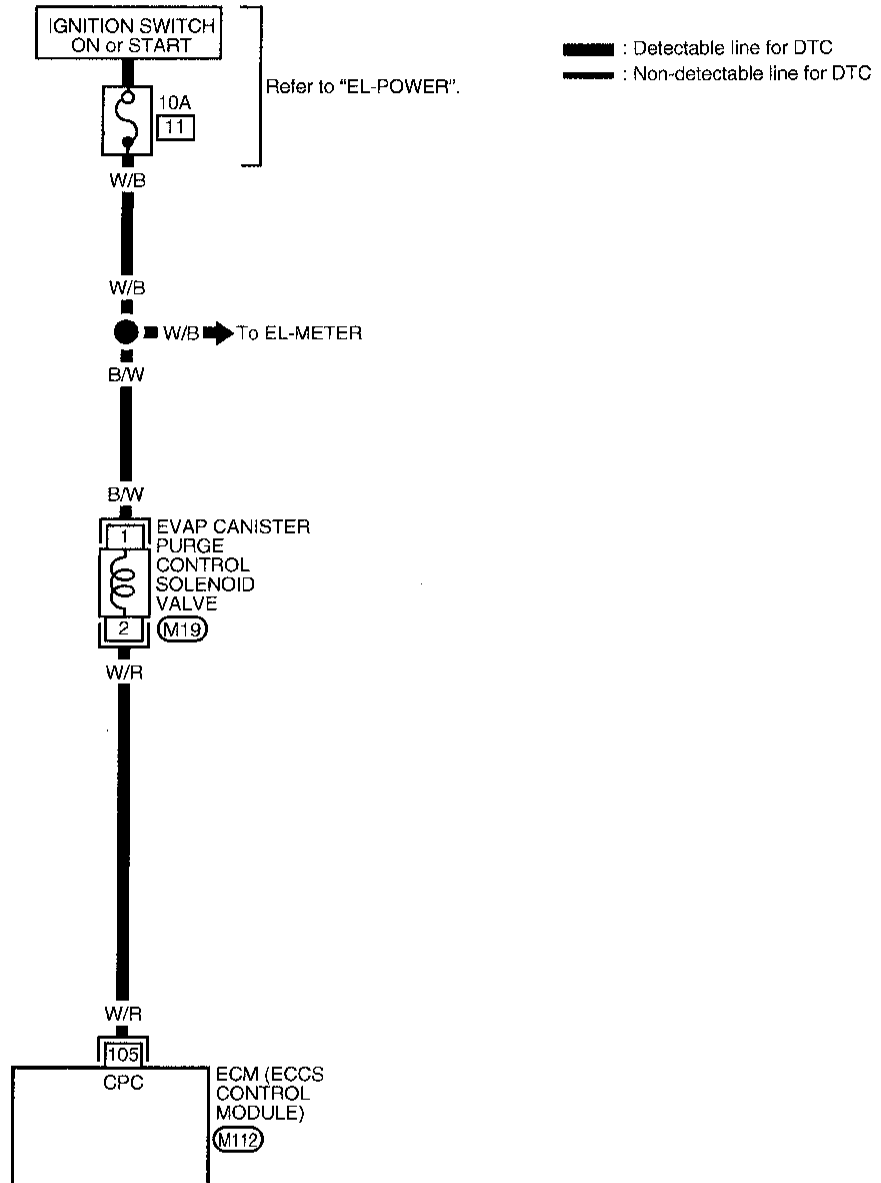 IGNITION SWITCH
ON or START
10A
11
Refer to "EL-POWER".
: Detectable line for DTC
: Non-detectable line for DTC
W/B
W/B
W/B
To EL-METER
B/W
B/W
1
EVAP CANISTER
PURGE
CONTROL
SOLENOID
VALVE
2
M19
W/R
W/R
105
CPC
ECM (ECCS
CONTROL
MODULE)
M112